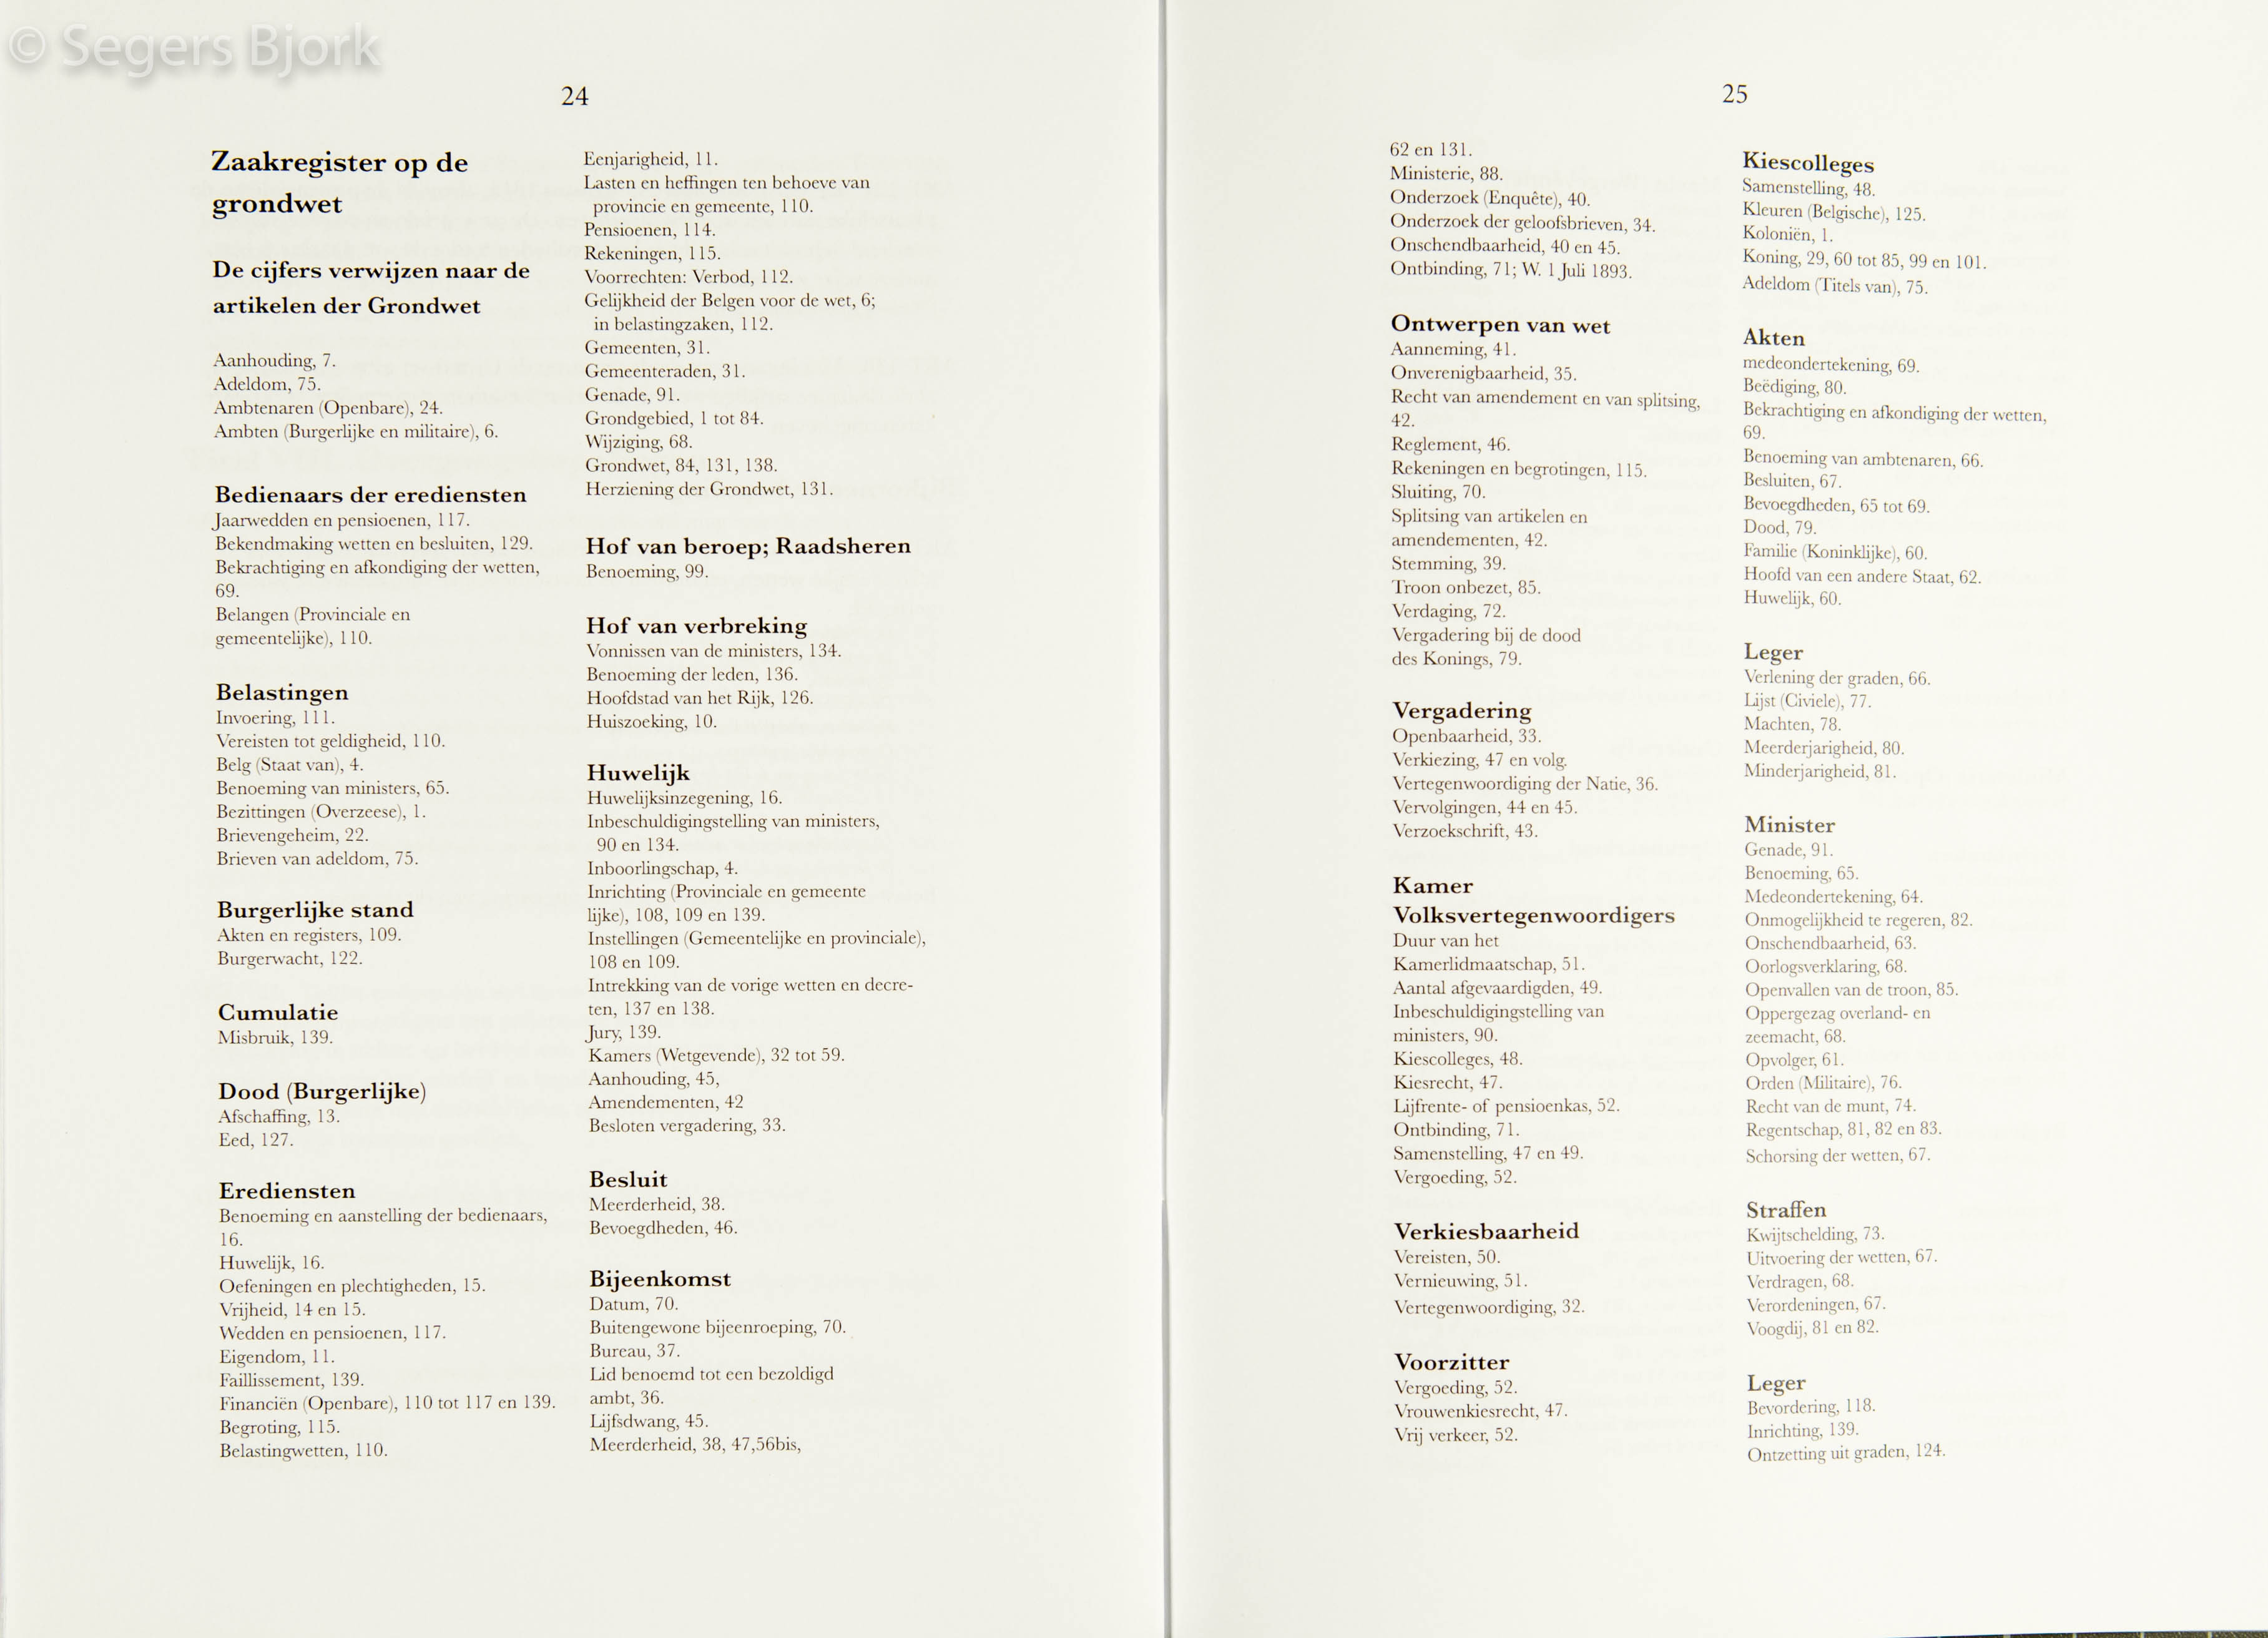 © Segers Bjork
24
Zaakregister op de
grondwet
De cijfers verwijzen naar de
artikelen der Grondwet
Aanhouding, 7.
Adeldom, 75.
Ambtenaren (Openbare), 24.
Ambten (Burgerlijke en militaire), 6.
Bedienaars der erediensten
Jaarwedden en pensioenen, 117.
Bekendmaking wetten en besluiten, 129.
Bekrachtiging en afkondiging der wetten,
69.
Belangen (Provinciale en
gemeentelijke), 110.
Belastingen
Invoering, 111.
Vereisten tot geldigheid, 110.
Belg (Staat van), 4.
Benoeming van ministers, 65.
Bezittingen (Overzeese), 1.
Brievengeheim, 22.
Brieven van adeldom, 75.
Burgerlijke stand
Akten en registers, 109.
Burgerwacht, 122.
Cumulatie
Misbruik, 139.
Dood (Burgerlijke)
Afschaffing, 13.
Eed, 127.
Erediensten
Benoeming en aanstelling der bedienaars,
16.
Huwelijk, 16.
Oefeningen en plechtigheden, 15.
Vrijheid, 14 en 15.
Wedden en pensioenen, 117.
Eigendom, 11.
Faillissement, 139.
Financiën (Openbare), 110 tot 117 en 139.
Begroting, 115.
Belastingwetten, 110.
Eenjarigheid, 11.
Lasten en heffingen ten behoeve van
provincie en gemeente, 110.
Pensioenen, 114.
Rekeningen, 115.
Voorrechten: Verbod, 112.
Gelijkheid der Belgen voor de wet, 6;
in belastingzaken, 112.
Gemeenten, 31.
Gemeenteraden, 31.
Genade, 91.
Grondgebied, 1 tot 84.
Wijziging, 68.
Grondwet, 84, 131, 138.
Herziening der Grondwet, 131.
Hof van beroep; Raadsheren
Benoeming, 99.
Hof van verbreking
Vonnissen van de ministers, 134.
Benoeming der leden, 136.
Hoofdstad van het Rijk, 126.
Huiszoeking, 10.
Huwelijk
Huwelijksinzegening, 16.
Inbeschuldigingstelling van ministers,
90 en 134.
Inboorlingschap, 4.
Inrichting (Provinciale en gemeente
lijke), 108, 109 en 139.
Instellingen (Gemeentelijke en provinciale),
108 en 109.
Intrekking van de vorige wetten en decre-
ten, 137 en 138.
Jury, 139.
Kamers (Wetgevende), 32 tot 59.
Aanhouding, 45,
Amendementen, 42
Besloten vergadering, 33.
Besluit
Meerderheid, 38.
Bevoegdheden, 46.
Bijeenkomst
Datum, 70.
Buitengewone bijeenroeping, 70.
Bureau, 37.
Lid benoemd tot een bezoldigd
ambt, 36.
Lijfsdwang, 45.
Meerderheid, 38, 47,56bis,
25
62 en 131.
Ministerie, 88.
Onderzoek (Enquête), 40.
Onderzoek der geloofsbrieven, 34.
Onschendbaarheid, 40 en 45.
Ontbinding, 71; W. 1 Juli 1893.
Ontwerpen van wet
Aanneming, 41.
Onverenigbaarheid, 35.
Recht van amendement en van splitsing,
42.
Reglement, 46.
Rekeningen en begrotingen, 115.
Sluiting, 70.
Splitsing van artikelen en
amendementen, 42.
Stemming, 39.
Troon onbezet, 85.
Verdaging, 72.
Vergadering bij de dood
des Konings, 79.
Vergadering
Openbaarheid, 33.
Verkiezing, 47 en volg.
Vertegenwoordiging der Natie, 36.
Vervolgingen, 44 en 45.
Verzoekschrift, 43.
Kamer
Volksvertegenwoordigers
Duur van het
Kamerlidmaatschap, 51.
Aantal afgevaardigden, 49.
Inbeschuldigingstelling van
ministers, 90.
Kiescolleges, 48.
Kiesrecht, 47.
Lijfrente- of pensioenkas, 52.
Ontbinding, 71.
Samenstelling, 47 en 49.
Vergoeding, 52.
Verkiesbaarheid
Vereisten, 50.
Vernieuwing, 51.
Vertegenwoordiging, 32.
Voorzitter
Vergoeding, 52.
Vrouwenkiesrecht, 47.
Vrij verkeer, 52.
Kiescolleges
Samenstelling, 48.
Kleuren (Belgische), 125.
Koloniën, 1.
Koning, 29, 60 tot 85, 99 en 101.
Adeldom (Titels van), 75.
Akten
medeondertekening, 69.
Beëdiging, 80.
Bekrachtiging en afkondiging der wetten,
69.
Benoeming van ambtenaren, 66.
Besluiten, 67.
Bevoegdheden, 65 tot 69.
Dood, 79.
Familie (Koninklijke), 60.
Hoofd van een andere Staat, 62.
Huwelijk, 60.
Leger
Verlening der graden, 66.
Lijst (Civiele), 77.
Machten, 78.
Meerderjarigheid, 80.
Minderjarigheid, 81.
Minister
Genade, 91.
Benoeming, 65.
Medeondertekening, 64.
Onmogelijkheid te regeren, 82.
Onschendbaarheid, 63.
Oorlogsverklaring, 68.
Openvallen van de troon, 85.
Oppergezag overland- en
zeemacht, 68.
Opvolger, 61.
Orden (Militaire), 76.
Recht van de munt, 74.
Regentschap, 81, 82 en 83.
Schorsing der wetten, 67.
Straffen
Kwijtschelding, 73.
Uitvoering der wetten, 67.
Verdragen, 68.
Verordeningen, 67.
Voogdij, 81 en 82.
Leger
Bevordering, 118.
Inrichting, 139.
Ontzetting uit graden, 124.